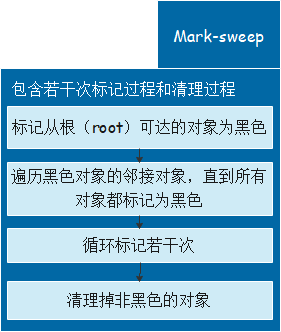 Mark-sweep
包含若干次标记过程和清理过程
标记从根（root）可达的对象为黑色
遍历黑色对象的邻接对象，直到所有
对象都标记为黑色
循环标记若干次
清理掉非黑色的对象